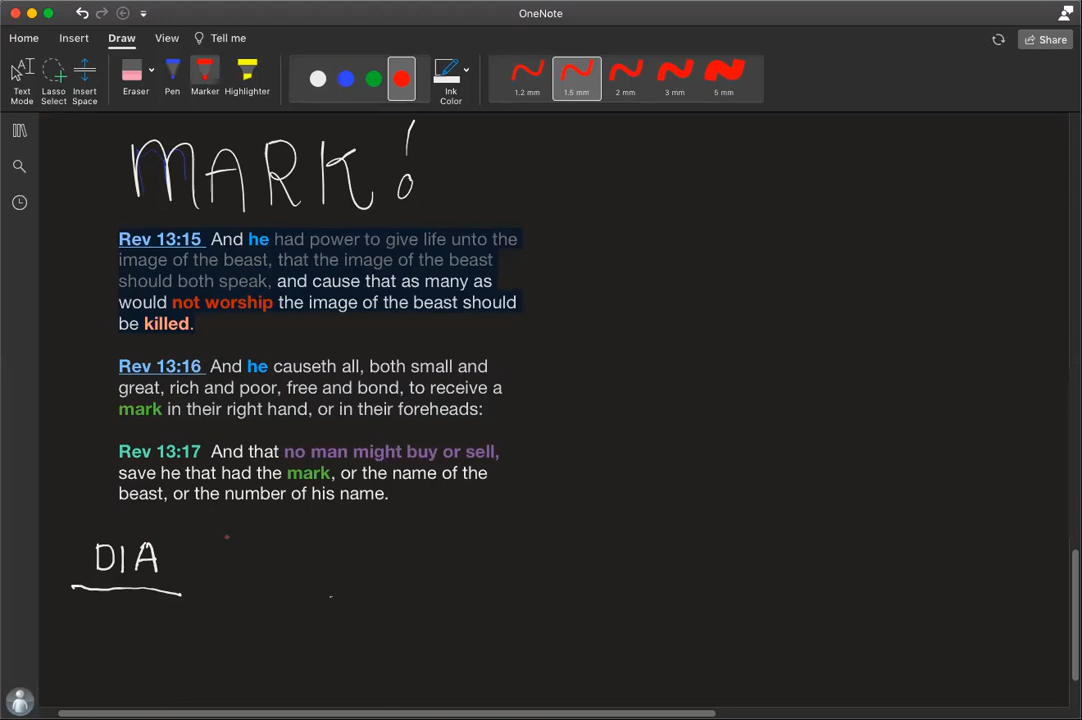 OneNote
Home Insert Draw View Tell me
Share
Text Mode
Lasso Select
Insert Space
Eraser
Pen
Marker
Highlighter
Ink Color
1.2 mm
1.5 mm
2 mm
3 mm
5 mm
MARK!
Rev 13:15 And he had power to give life unto the
image of the beast, that the image of the beast
should both speak, and cause that as many as
would not worship the image of the beast should
be killed.
Rev 13:16 And he causeth all, both small and
great, rich and poor, free and bond, to receive a
mark in their right hand, or in their foreheads:
Rev 13:17 And that no man might buy or sell,
save he that had the mark, or the name of the
beast, or the number of his name.
DIA